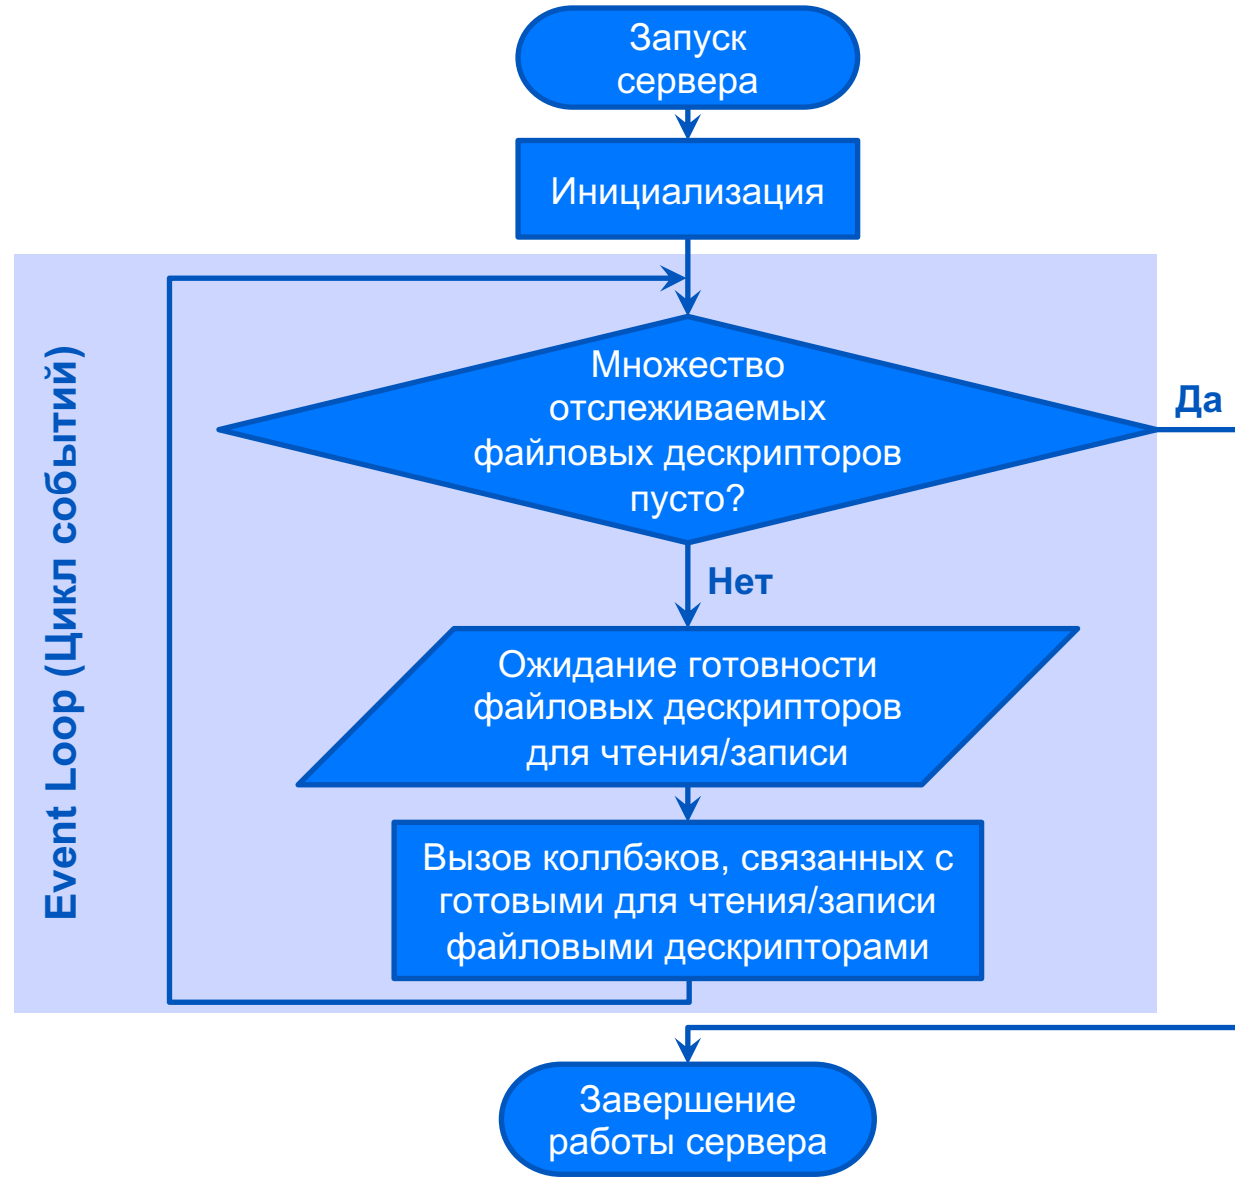 Запуск
сервера
Инициализация
Event Loop (Цикл событий)
Множество
отслеживаемых
файловых дескрипторов
пусто?
Да
Нет
Ожидание готовности
файловых дескрипторов
для чтения/записи
Вызов коллбэков, связанных с
готовыми для чтения/записи
файловыми дескрипторами
Завершение
работы сервера